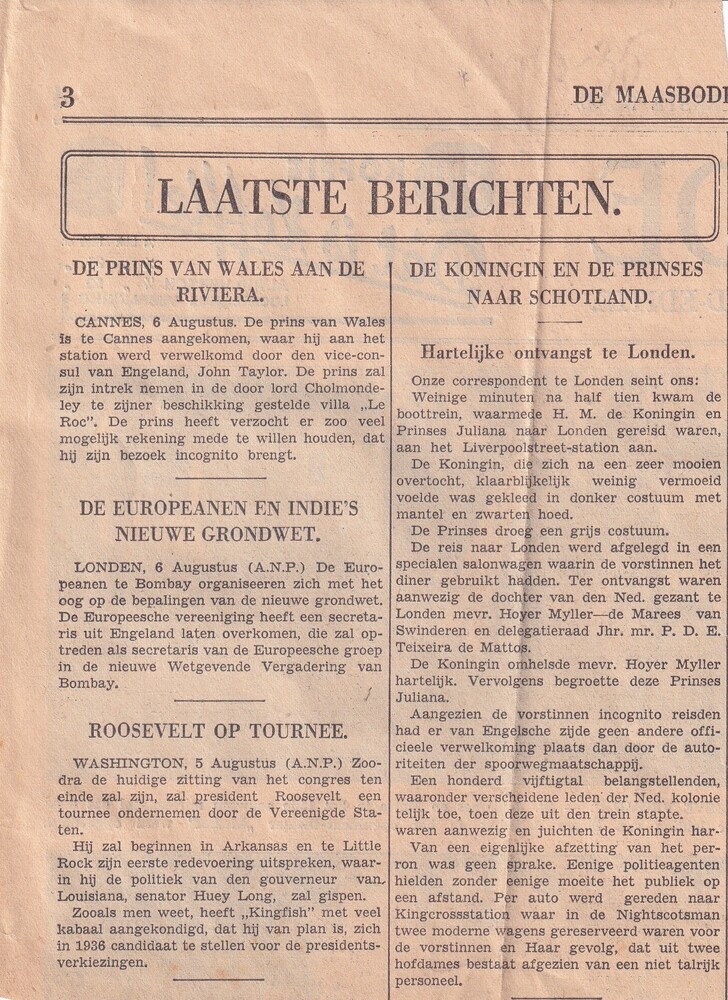 3
DE MAASBODE
LAATSTE BERICHTEN.
DE PRINS VAN WALES AAN DE
RIVIERA.
CANNES, 6 Augustus. De prins van Wales
is te Cannes aangekomen, waar hij aan het
station werd verwelkomd door den vice-con-
sul van Engeland, John Taylor. De prins zal
zijn intrek nemen in de door lord Cholmonde-
ley te zijner beschikking gestelde villa „Le
Roc”. De prins heeft verzocht er zoo veel
mogelijk rekening mede te willen houden, dat
hij zijn bezoek incognito brengt.
DE EUROPEANEN EN INDIE'S
NIEUWE GRONDWET.
LONDEN, 6 Augustus (A.N.P.) De Euro-
peanen te Bombay organiseeren zich met het
oog op de bepalingen van de nieuwe grondwet.
De Europeesche vereeniging heeft een secreta-
ris uit Engeland laten overkomen, die zal op-
treden als secretaris van de Europeesche groep
in de nieuwe Wetgevende Vergadering van
Bombay.
ROOSEVELT OP TOURNEE.
WASHINGTON, 5 Augustus (A.N.P.) Zoo-
dra de huidige zitting van het congres ten
einde zal zijn, zal president Roosevelt een
tournee ondernemen door de Vereenigde Sta-
ten.
Hij zal beginnen in Arkansas en te Little
Rock zijn eerste redevoering uitspreken, waar-
in hij de politiek van den gouverneur van
Louisiana, senator Huey Long, zal gispen.
Zooals men weet, heeft „Kingfish” met veel
kabaal aangekondigd, dat hij van plan is, zich
in 1936 candidaat te stellen voor de presidents-
verkiezingen.
DE KONINGIN EN DE PRINSES
NAAR SCHOTLAND.
Hartelijke ontvangst te Londen.
Onze correspondent te Londen seint ons:
Weinige minuten na half tien kwam de
boottrein, waarmede H. M. de Koningin en
Prinses Juliana naar Londen gereisd waren,
aan het Liverpoolstreet-station aan.
De Koningin, die zich na een zeer mooien
overtocht, klaarblijkelijk weinig vermoeid
voelde was gekleed in donker costuum met
mantel en zwarten hoed.
De Prinses droeg een grijs costuum.
De reis naar Londen werd afgelegd in een
specialen salonwagen waarin de vorstinnen het
diner gebruikt hadden. Ter ontvangst waren
aanwezig de dochter van den Ned. gezant te
Londen mevr. Hoyer Myller—de Marees van
Swinderen en delegatieraad Jhr. mr. P. D. E.
Teixeira de Mattos.
De Koningin omhelsde mevr. Hoyer Myller
hartelijk. Vervolgens begroette deze Prinses
Juliana.
Aangezien de vorstinnen incognito reisden
had er van Engelsche zijde geen andere offi-
cieele verwelkoming plaats dan door de auto-
riteiten der spoorwegmaatschappij.
Een honderd vijftigtal belangstellenden,
waaronder verscheidene leden der Ned. kolonie
telijk toe, toen deze uit den trein stapte.
waren aanwezig en juichten de Koningin har-
Van een eigenlijke afzetting van het per-
ron was geen sprake. Eenige politieagenten
hielden zonder eenige moeite het publiek op
een afstand. Per auto werd gereden naar
Kingcrossstation waar in de Nightscotsman
twee moderne wagens gereserveerd waren voor
de vorstinnen en Haar gevolg, dat uit twee
hofdames bestaat afgezien van een niet talrijk
personeel.